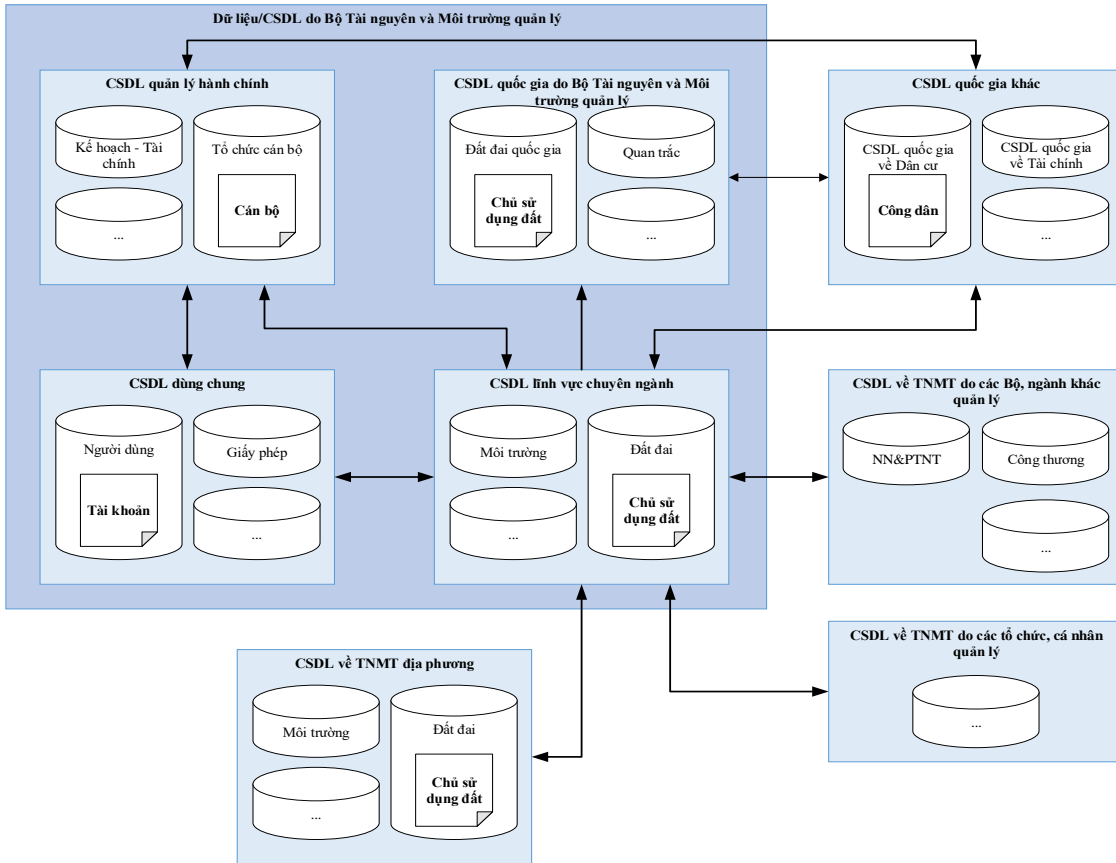 Dữ liệu/CSDL do Bộ Tài nguyên và Môi trường quản lý
CSDL quản lý hành chính
Kế hoạch - Tài
chính
...
Tổ chức cán bộ
Cán bộ
CSDL quốc gia do Bộ Tài nguyên và Môi
trường quản lý
Đất đai quốc gia
Chủ sử
dụng đất
Quan trắc
...
CSDL quốc gia khác
CSDL quốc gia
về Dân cư
Công dân
CSDL quốc gia
về Tài chính
...
CSDL dùng chung
Người dùng
Tài khoản
Giấy phép
...
CSDL lĩnh vực chuyên ngành
Môi trường
...
Đất đai
Chủ sử
dụng đất
CSDL về TNMT do các Bộ, ngành khác
quản lý
NN&PTNT
Công thương
...
CSDL về TNMT địa phương
Môi trường
...
Đất đai
Chủ sử
dụng đất
CSDL về TNMT do các tổ chức, cá nhân
quản lý
...